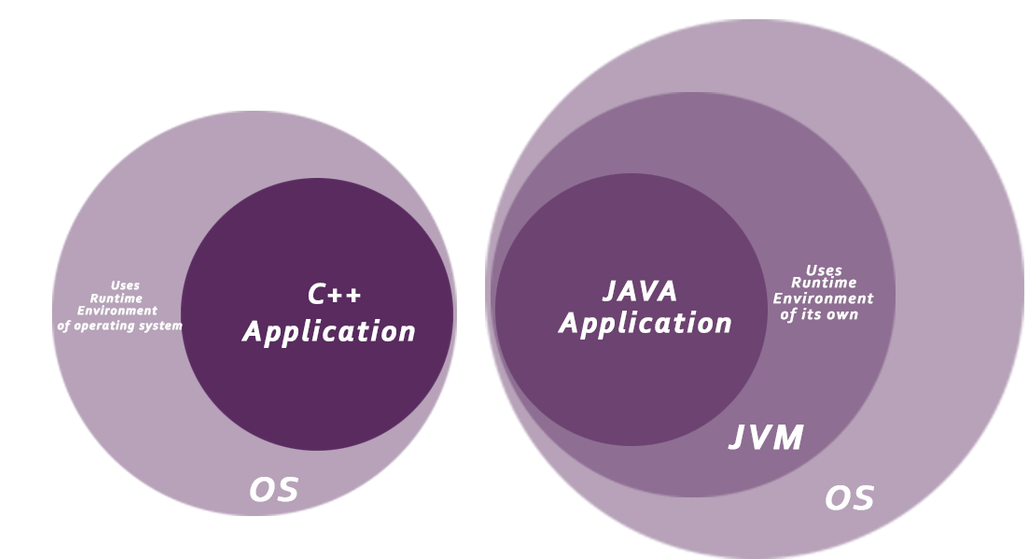 Uses
Runtime
Environment
of operating system
C++
Application
OS
JAVA
Application
Uses
Runtime
Environment
of its own
JVM
OS